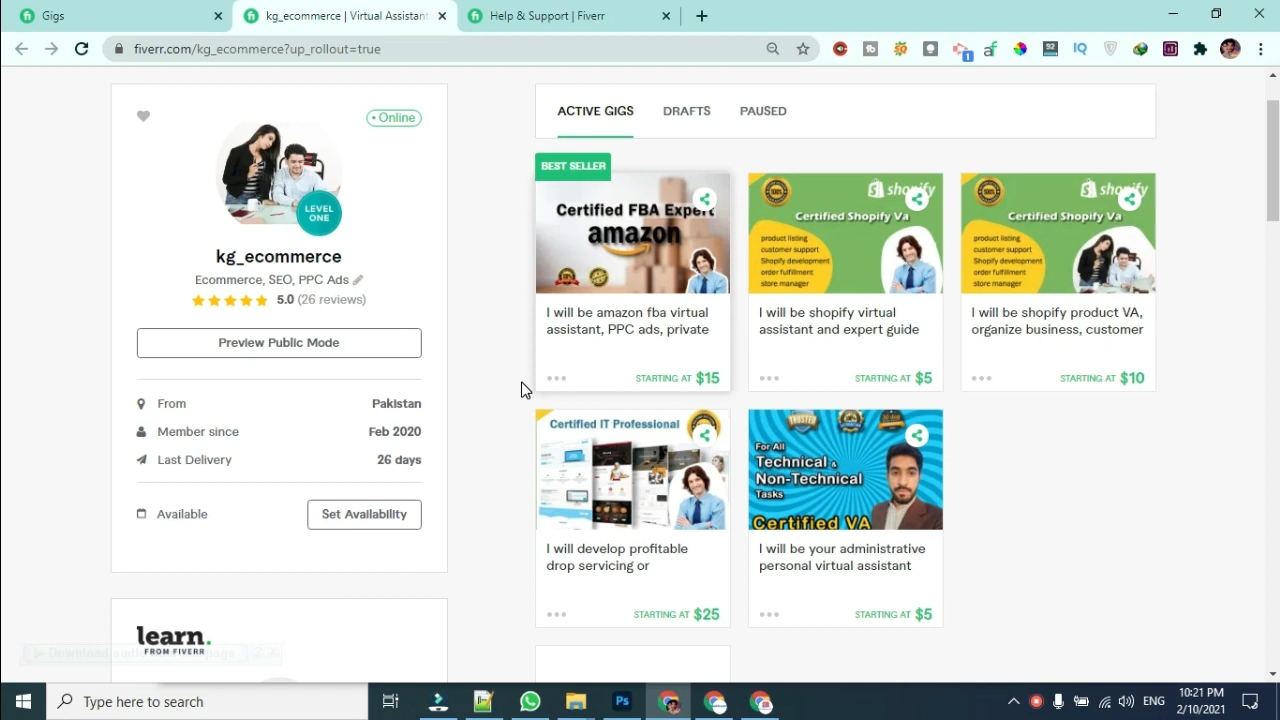 Gigs
kg_ecommerce | Virtual Assistant
Help & Support | Fiverr
fiverr.com/kg_ecommerce?up_rollout=true
Online
LEVEL
ONE
kg_ecommerce
Ecommerce, SEO, PPC Ads
5.0 (26 reviews)
Preview Public Mode
From Pakistan
Member since Feb 2020
Last Delivery 26 days
Available Set Availability
learn.
FROM FIVERR
ACTIVE GIGS DRAFTS PAUSED
BEST SELLER
Certified FBA Expert
amazon
I will be amazon fba virtual
assistant, PPC ads, private
STARTING AT $15
shopify
Certified Shopify Va
product listing
customer support
Shopify development
order fulfillment
store manager
I will be shopify virtual
assistant and expert guide
STARTING AT $5
shopify
Certified Shopify Va
product listing
customer support
Shopify development
order fulfillment
store manager
I will be shopify product VA,
organize business, customer
STARTING AT $10
Certified IT Professional
I will develop profitable
drop servicing or
STARTING AT $25
TRUSTED
For All
Technical &
Non-Technical
Tasks
Certified VA
I will be your administrative
personal virtual assistant
STARTING AT $5
Type here to search
ENG
10:21 PM
2/10/2021